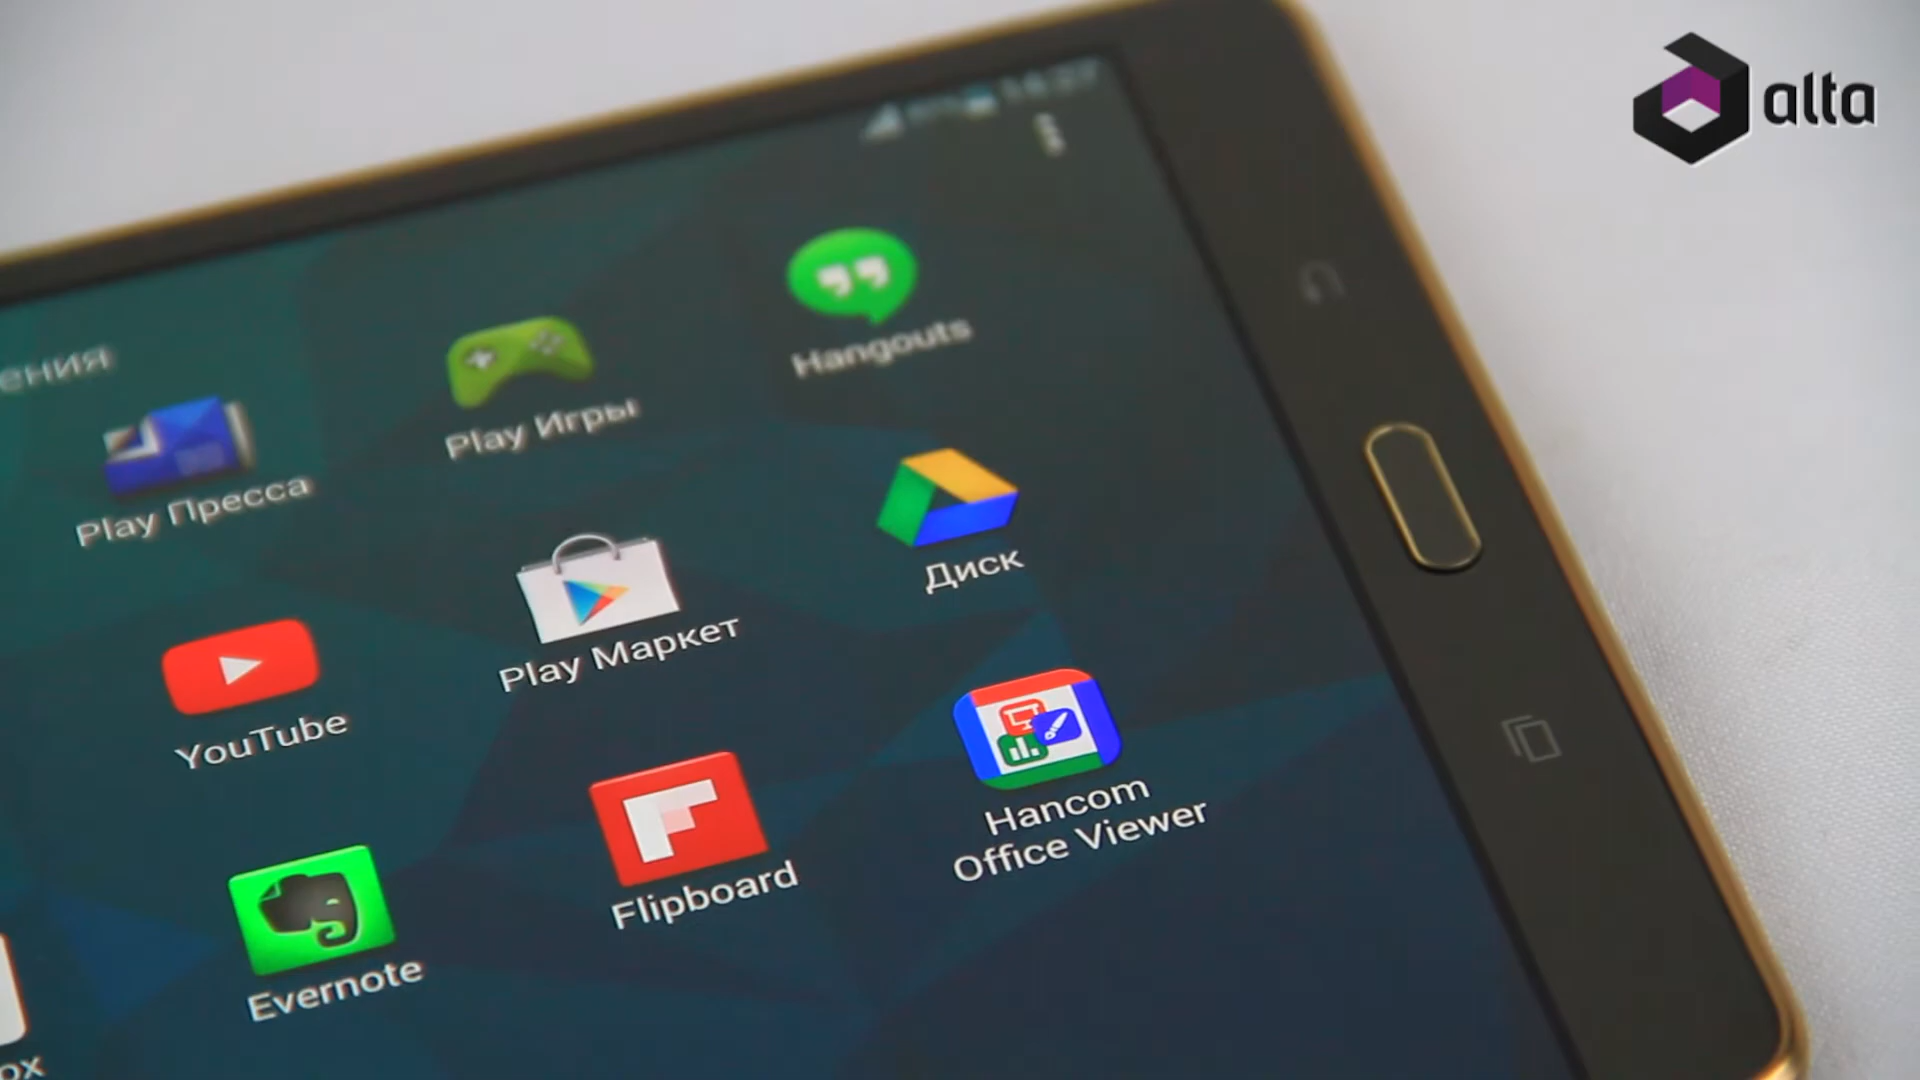 alta
ения
Play Пресса
Play Игры
Hangouts
YouTube
Play Маркет
Диск
Evernote
Flipboard
Hancom
Office Viewer
ox